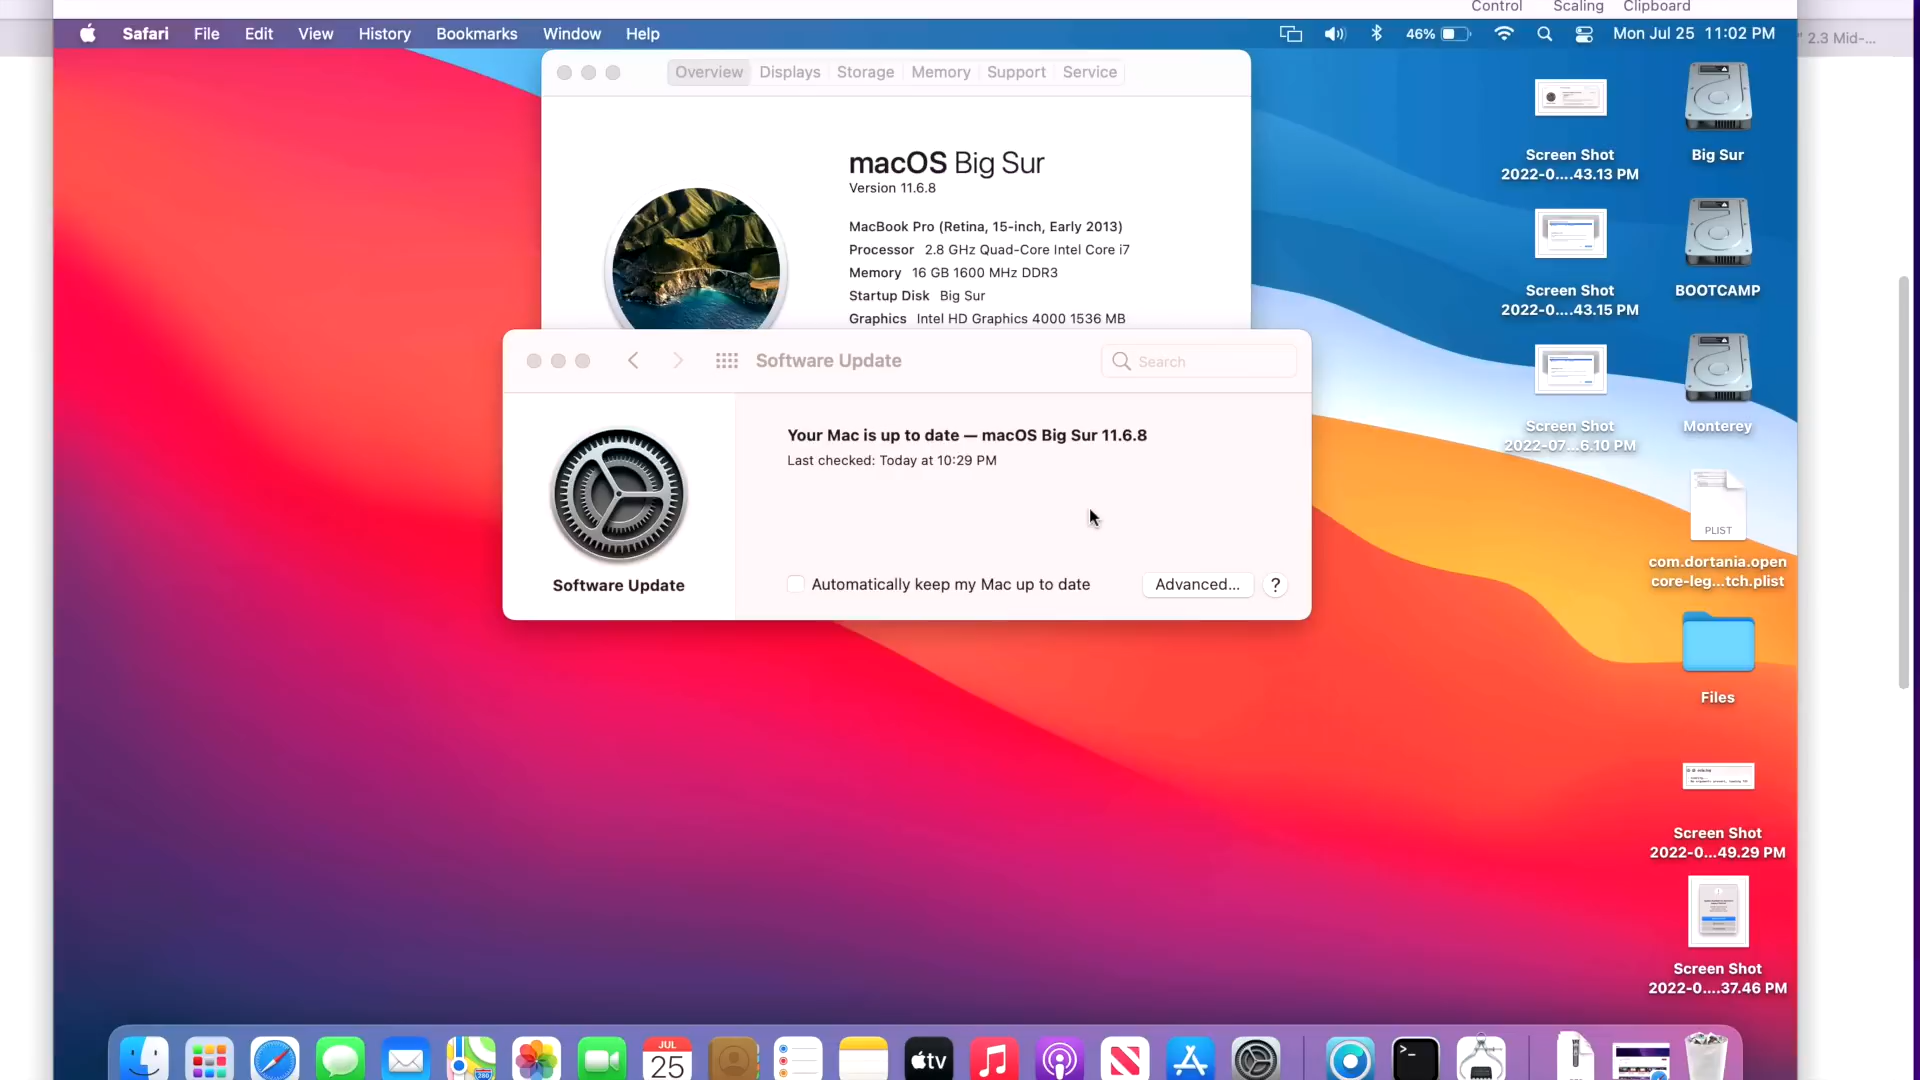 Control Scaling Clipboard
Safari File Edit View History Bookmarks Window Help 46% Mon Jul 25 11:02 PM
2.3 Mid-...
Overview Displays Storage Memory Support Service
macOS Big Sur
Version 11.6.8
MacBook Pro (Retina, 15-inch, Early 2013)
Processor 2.8 GHz Quad-Core Intel Core i7
Memory 16 GB 1600 MHz DDR3
Startup Disk Big Sur
Graphics Intel HD Graphics 4000 1536 MB
Software Update
Search
Your Mac is up to date — macOS Big Sur 11.6.8
Last checked: Today at 10:29 PM
Software Update
Automatically keep my Mac up to date
Advanced... ?
Screen Shot
2022-0....43.13 PM
Big Sur
Screen Shot
2022-0....43.15 PM
BOOTCAMP
Screen Shot
2022-07...6.10 PM
Monterey
PLIST
com.dortania.open
core-leg...tch.plist
Files
Screen Shot
2022-0...49.29 PM
Screen Shot
2022-0....37.46 PM
JUL
25
tv